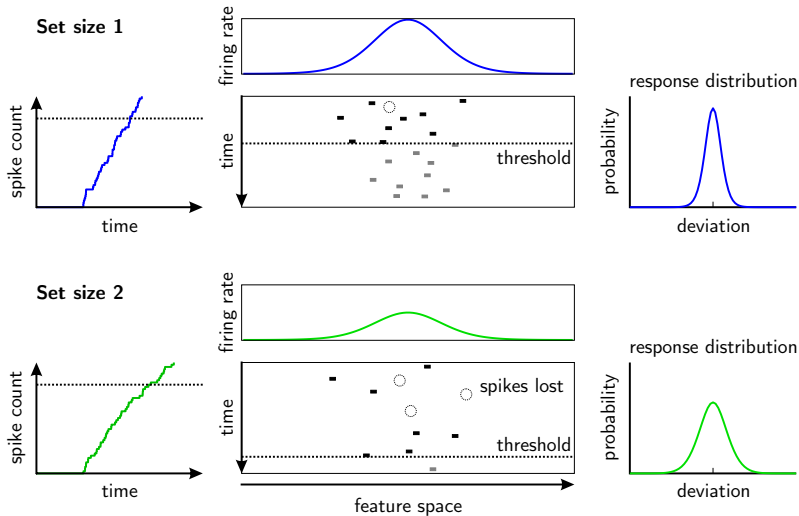 Set size 1
firing rate
spike count
time
time
threshold
response distribution
probability
deviation
Set size 2
firing rate
spike count
time
time
spikes lost
threshold
feature space
response distribution
probability
deviation